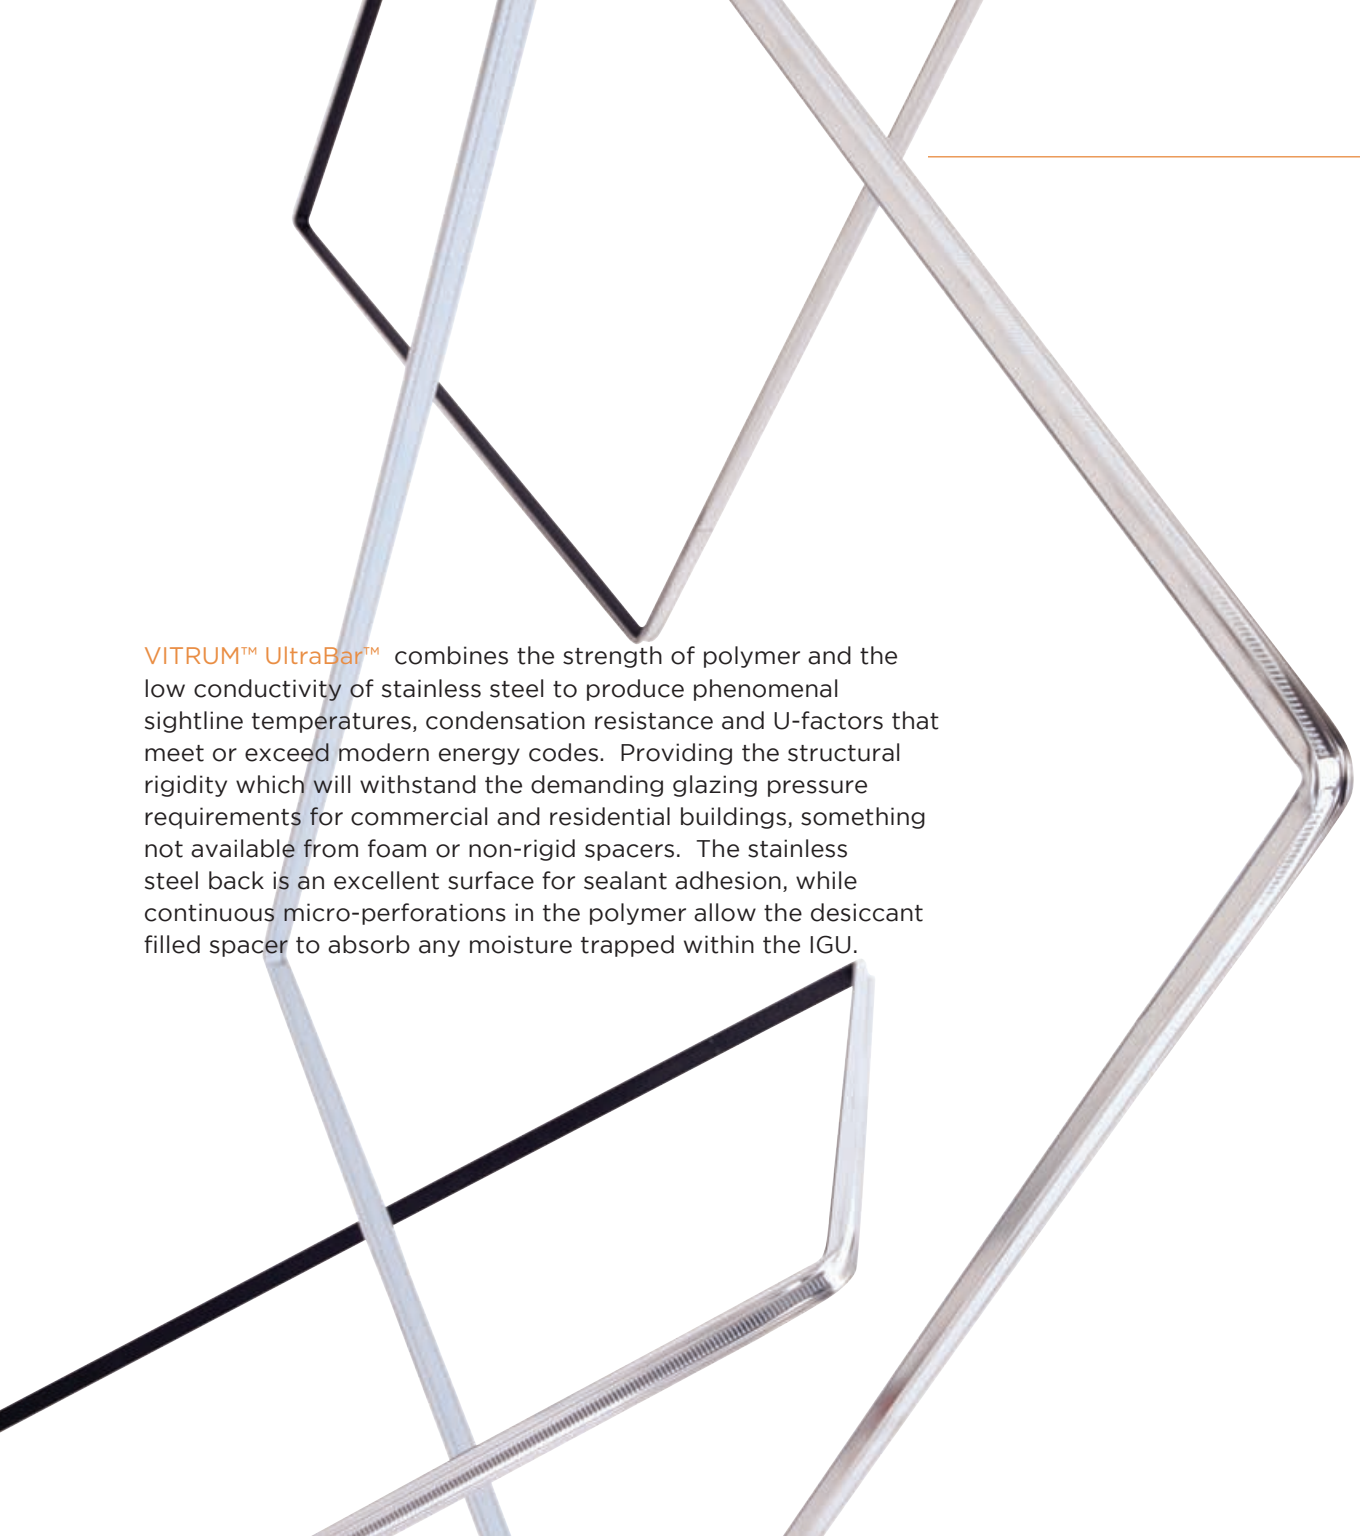 VITRUM™ UltraBar™ combines the strength of polymer and the
low conductivity of stainless steel to produce phenomenal
sightline temperatures, condensation resistance and U-factors that
meet or exceed modern energy codes. Providing the structural
rigidity which will withstand the demanding glazing pressure
requirements for commercial and residential buildings, something
not available from foam or non-rigid spacers. The stainless
steel back is an excellent surface for sealant adhesion, while
continuous micro-perforations in the polymer allow the desiccant
filled spacer to absorb any moisture trapped within the IGU.